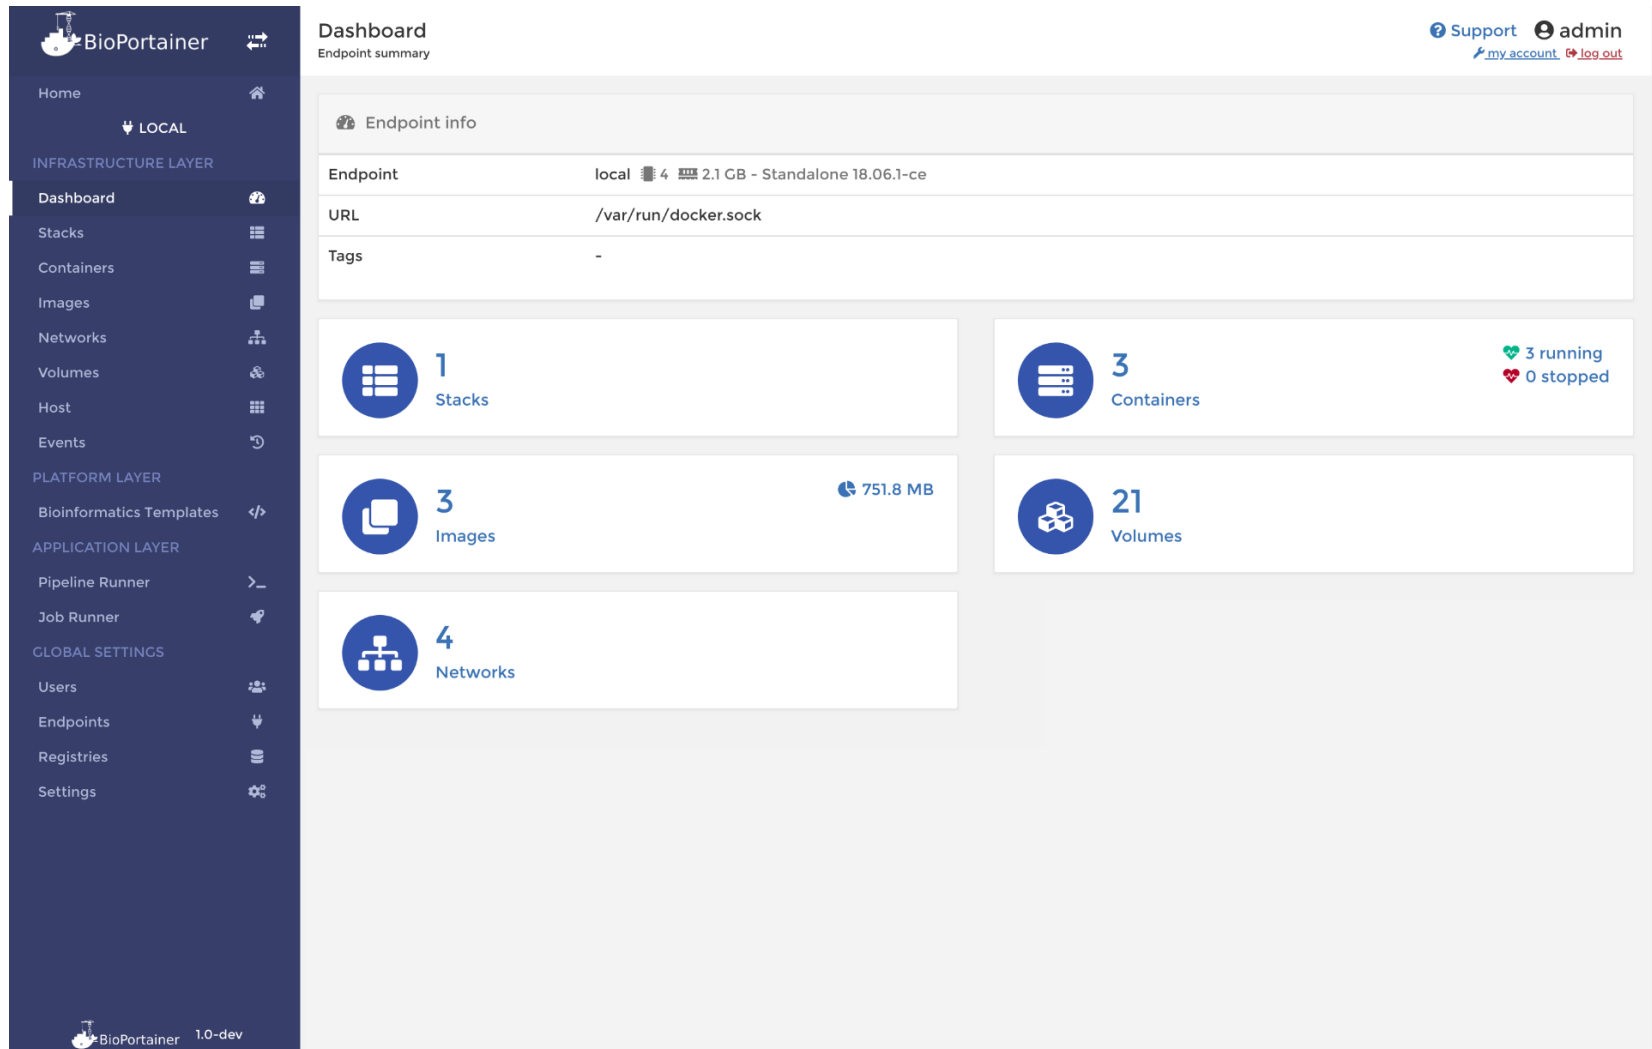 BioPortainer
Home
LOCAL
INFRASTRUCTURE LAYER
Dashboard
Stacks
Containers
Images
Networks
Volumes
Host
Events
PLATFORM LAYER
Bioinformatics Templates
APPLICATION LAYER
Pipeline Runner
Job Runner
GLOBAL SETTINGS
Users
Endpoints
Registries
Settings
BioPortainer 1.0-dev
Dashboard
Endpoint summary
Support admin
my account log out
Endpoint info
Endpoint local 4 2.1 GB - Standalone 18.06.1-ce
URL /var/run/docker.sock
Tags -
1
Stacks
3
Containers
3 running
0 stopped
3
Images
751.8 MB
21
Volumes
4
Networks